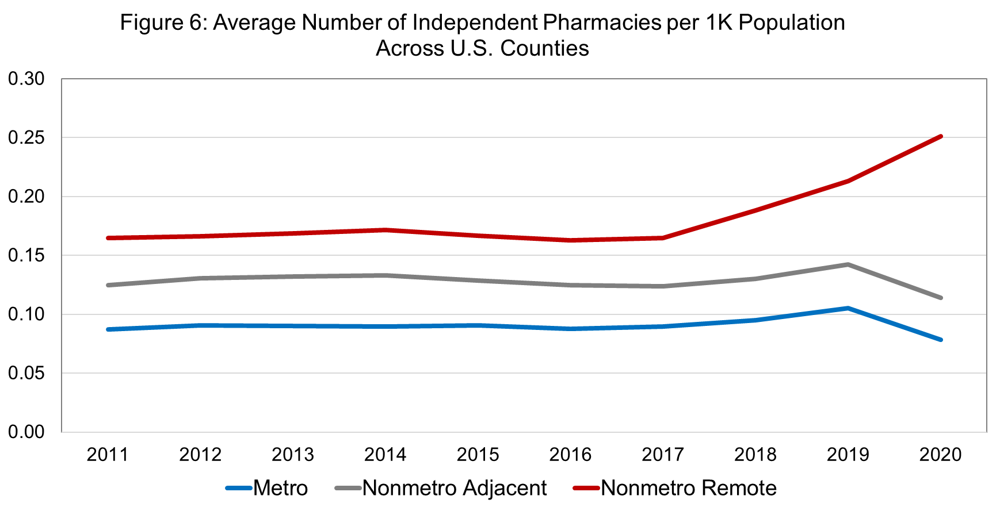 Figure 6: Average Number of Independent Pharmacies per 1K Population
Across U.S. Counties
0.30
0.25
0.20
0.15
0.10
0.05
0.00
2011 2012 2013 2014 2015 2016 2017 2018 2019 2020
Metro Nonmetro Adjacent Nonmetro Remote